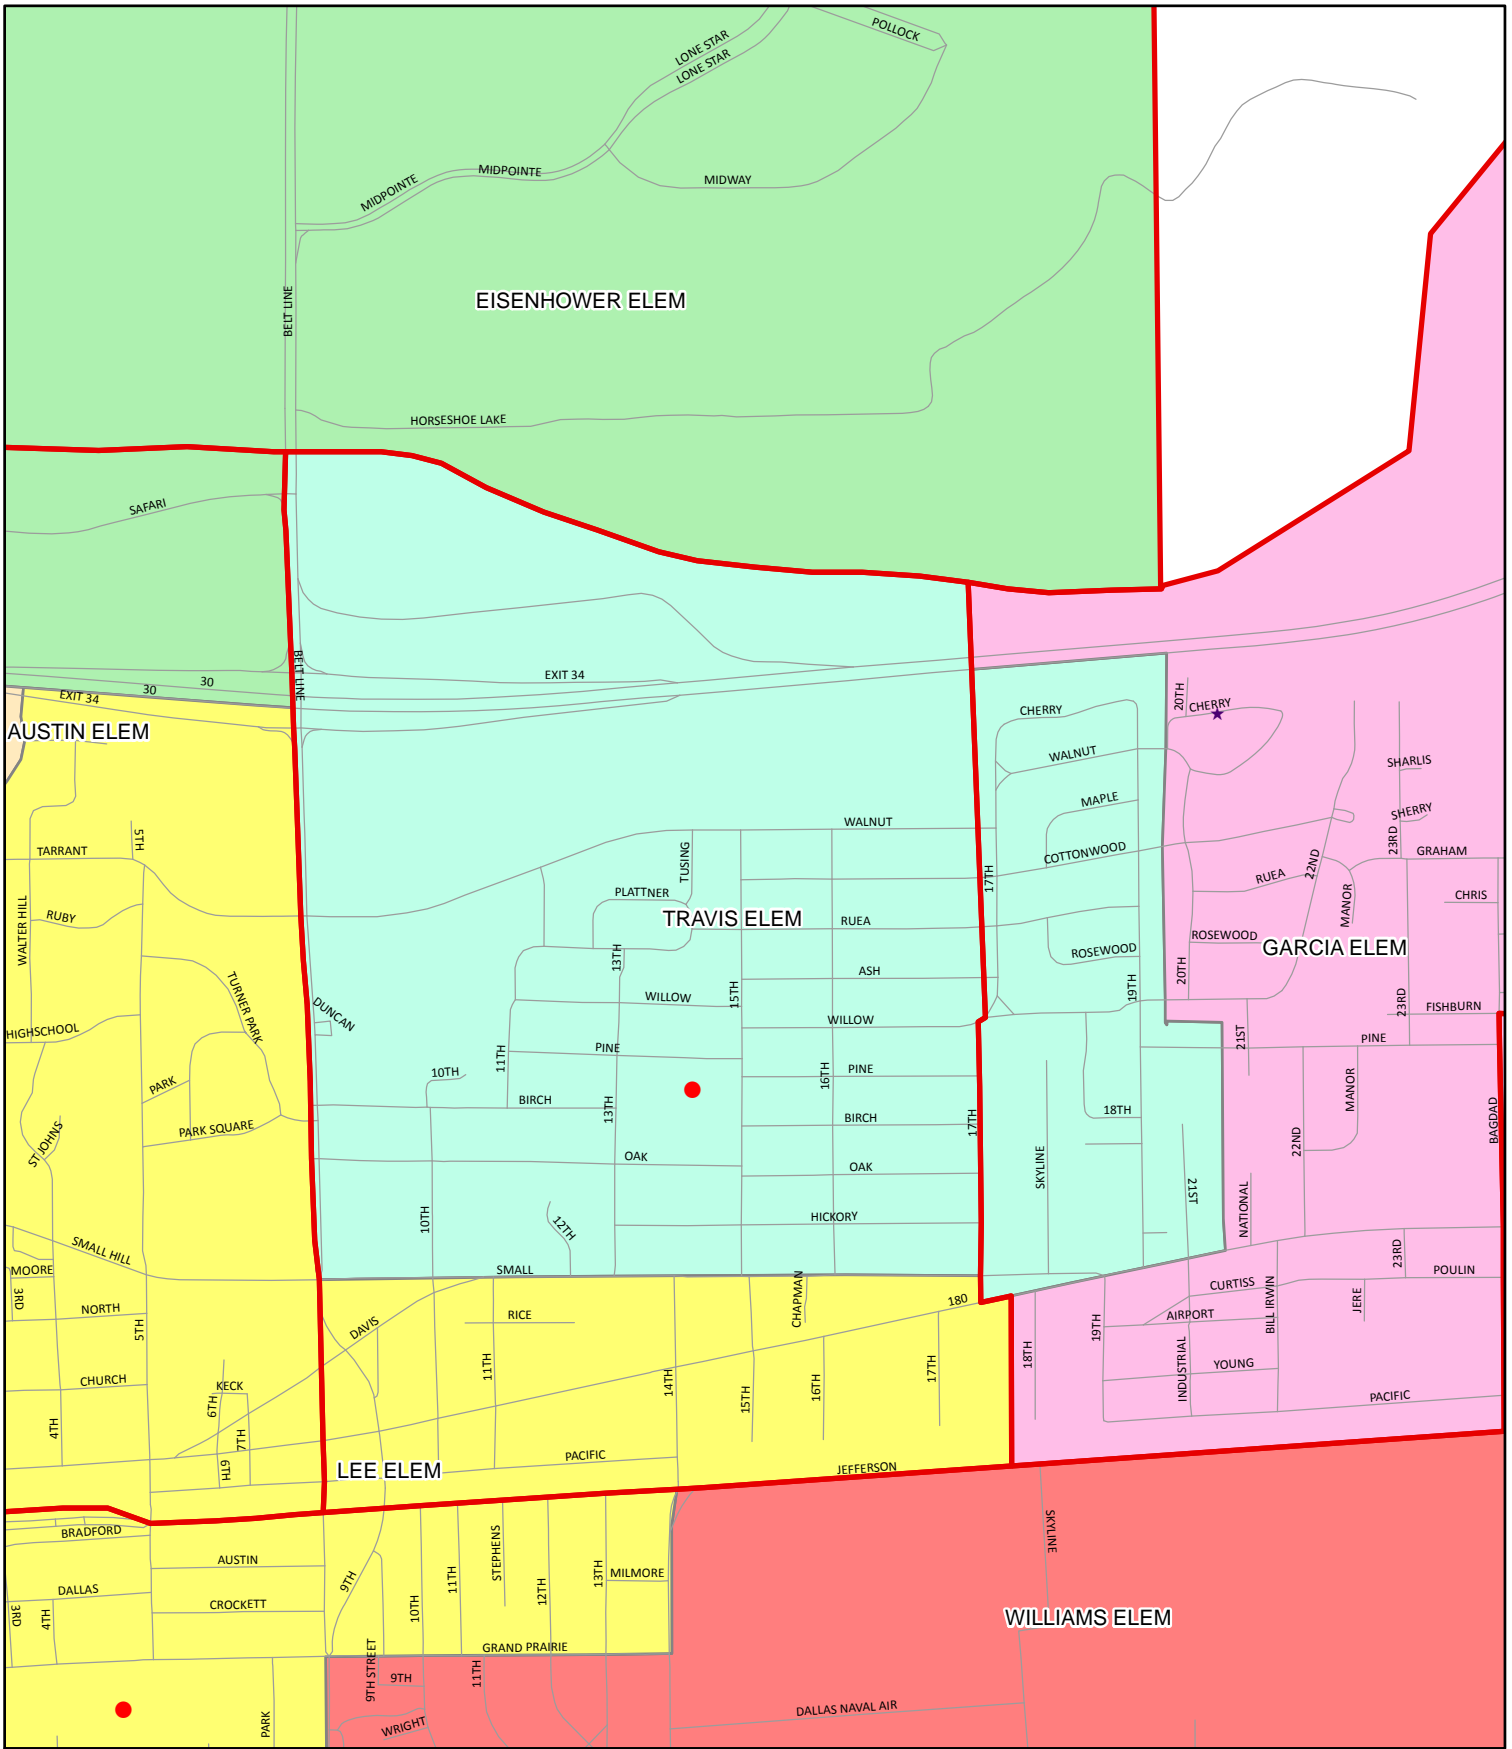 POLLOCK
LONE STAR
LONE STAR
MIDPOINTE
MIDPOINTE
MIDWAY
BELT LINE
EISENHOWER ELEM
HORSESHOE LAKE
SAFARI
BELT LINE
EXIT 34
30
30
EXIT 34
AUSTIN ELEM
20TH
CHERRY
CHERRY
WALNUT
SHARLIS
MAPLE
SHERRY
WALNUT
5TH
23RD
TARRANT
COTTONWOOD
GRAHAM
TUSING
22ND
17TH
RUEA
PLATTNER
MANOR
CHRIS
WALTER HILL
RUBY
TRAVIS ELEM
RUEA
ROSEWOOD
GARCIA ELEM
ROSEWOOD
13TH
ASH
20TH
19TH
TURNER PARK
WILLOW
15TH
23RD
FISHBURN
DUNCAN
HIGHSCHOOL
WILLOW
21ST
PINE
PINE
11TH
10TH
16TH
PINE
PARK
MANOR
BIRCH
13TH
18TH
BIRCH
17TH
BAGDAD
PARK SQUARE
ST JOHNS
22ND
OAK
OAK
SKYLINE
21ST
10TH
12TH
HICKORY
NATIONAL
SMALL HILL
23RD
MOORE
SMALL
POULIN
3RD
CURTISS
CHAPMAN
180
JERE
BILL IRWIN
NORTH
RICE
AIRPORT
5TH
DAVIS
19TH
18TH
YOUNG
11TH
17TH
INDUSTRIAL
CHURCH
KECK
14TH
15TH
16TH
PACIFIC
6TH
4TH
7TH
PACIFIC
6TH
LEE ELEM
JEFFERSON
BRADFORD
SKYLINE
STEPHENS
AUSTIN
11TH
13TH
MILMORE
9TH
12TH
DALLAS
10TH
CROCKETT
3RD
4TH
WILLIAMS ELEM
GRAND PRAIRIE
9TH STREET
9TH
11TH
DALLAS NAVAL AIR
PARK
WRIGHT